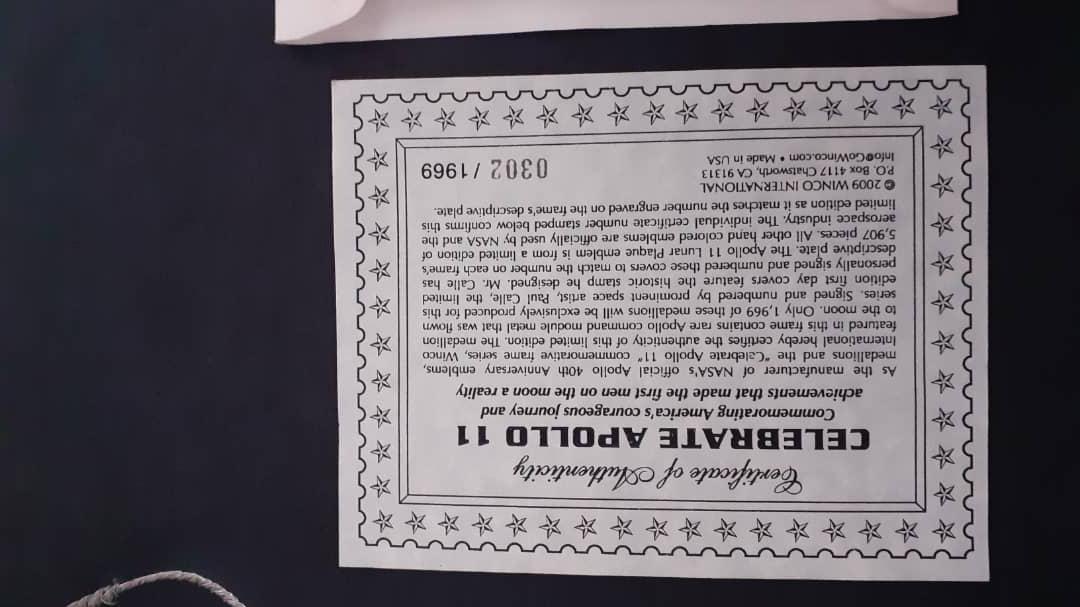 Certificate of Authenticity
CELEBRATE APOLLO 11
Commemorating America's courageous journey and
achievements that made the first men on the moon a reality
As the manufacturer of NASA's official Apollo 40th Anniversary emblems,
medallions and the "Celebrate Apollo 11" commemorative frame series, Winco
International hereby certifies the authenticity of this limited edition. The medallion
featured in this frame contains rare Apollo command module metal that was flown
to the moon. Only 1,969 of these medallions will be exclusively produced for this
series. Signed and numbered by prominent space artist, Paul Calle, the limited
edition first day covers feature the historic stamp he designed. Mr. Calle has
personally signed and numbered these covers to match the number on each frame's
descriptive plate. The Apollo 11 Lunar Plaque emblem is from a limited edition of
5,907 pieces. All other hand colored emblems are officially used by NASA and the
aerospace industry. The individual certificate number stamped below confirms this
limited edition as it matches the number engraved on the frame's descriptive plate.
© 2009 WINCO INTERNATIONAL
P.O. Box 4117 Chatsworth, CA 91313
Info@GoWinco.com • Made in USA
0302 / 1969